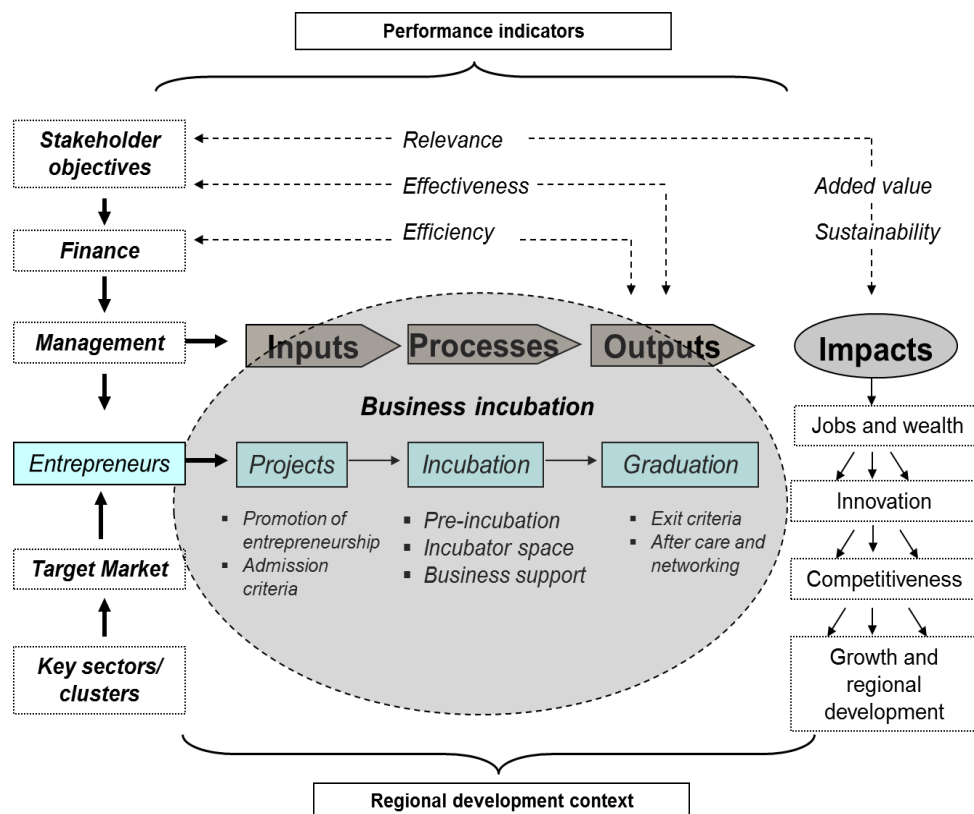 Performance indicators
Stakeholder
objectives
Relevance
Effectiveness
Added value
Finance
Efficiency
Sustainability
Management
Inputs
Processes
Outputs
Impacts
Business incubation
Jobs and wealth
Entrepreneurs
Projects
Incubation
Graduation
Innovation
▪ Promotion of
entrepreneurship
▪ Admission
criteria
▪ Pre-incubation
▪ Incubator space
▪ Business support
▪ Exit criteria
▪ After care and
networking
Target Market
Competitiveness
Key sectors/
clusters
Growth and
regional
development
Regional development context